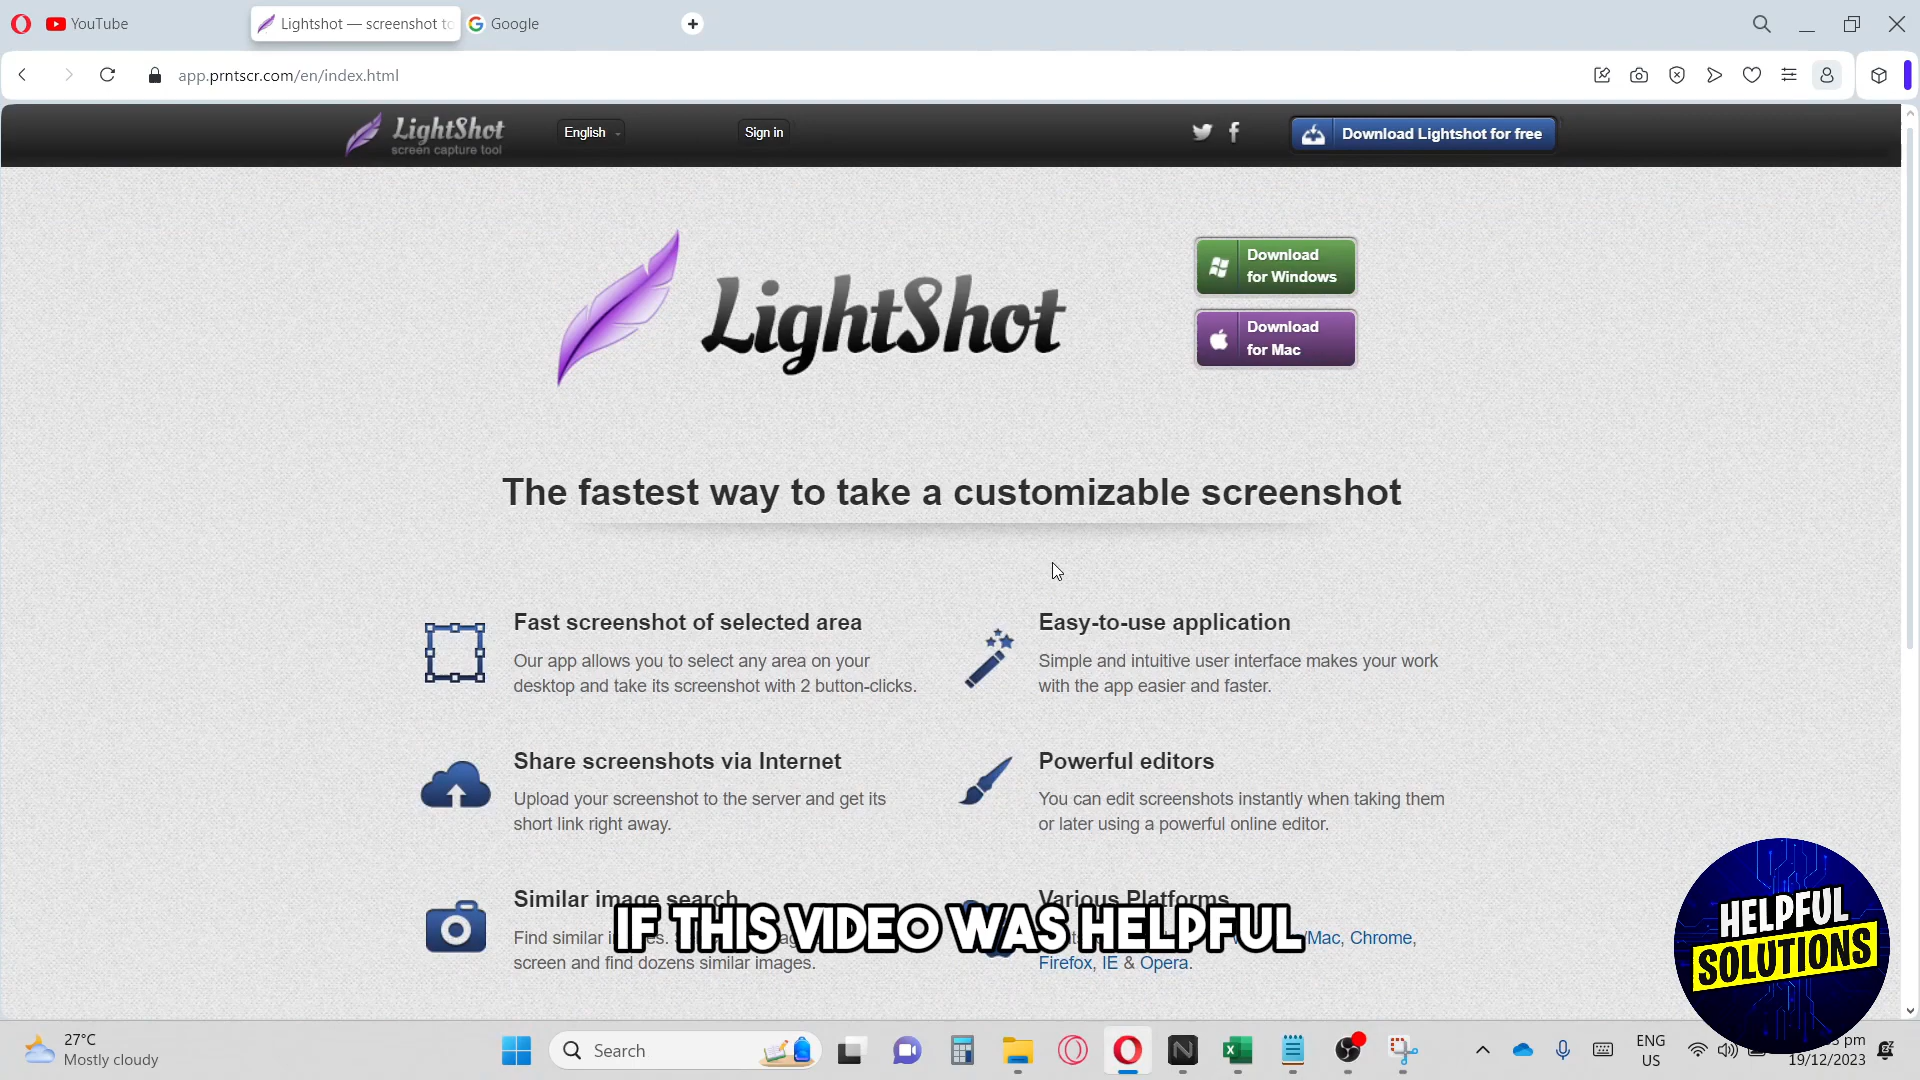 YouTube
Lightshot — screenshot to
Google
app.prntscr.com/en/index.html
LightShot
screen capture tool
English
Sign in
Download Lightshot for free
LightShot
Download
for Windows
Download
for Mac
The fastest way to take a customizable screenshot
Fast screenshot of selected area
Our app allows you to select any area on your
desktop and take its screenshot with 2 button-clicks.
Easy-to-use application
Simple and intuitive user interface makes your work
with the app easier and faster.
Share screenshots via Internet
Upload your screenshot to the server and get its
short link right away.
Powerful editors
You can edit screenshots instantly when taking them
or later using a powerful online editor.
Similar image search
Find similar
screen and find dozens similar images.
Various Platforms
/Mac, Chrome,
Firefox, IE & Opera.
IF THIS VIDEO WAS HELPFUL
HELPFUL
SOLUTIONS
27°C
Mostly cloudy
Search
ENG
US
pm
19/12/2023